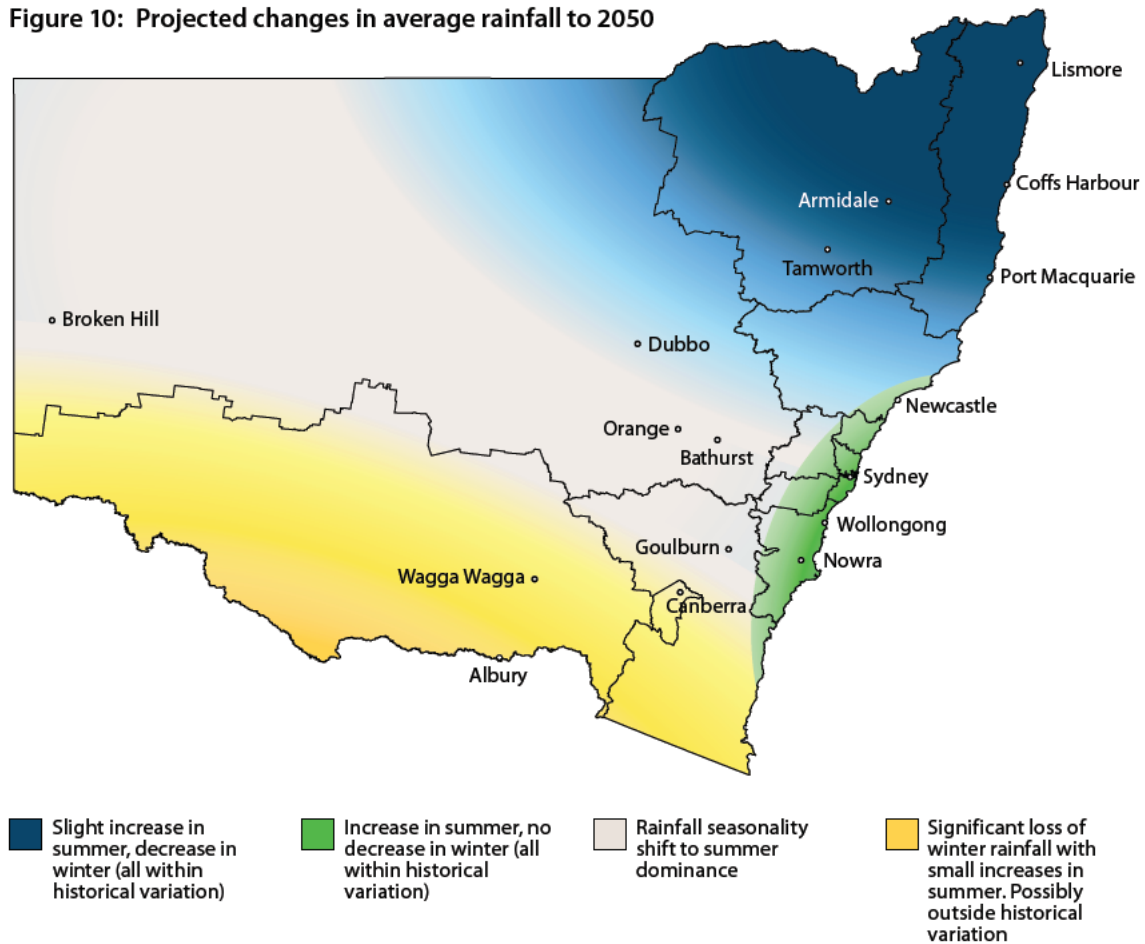 Figure 10: Projected changes in average rainfall to 2050
Lismore
Coffs Harbour
Armidale
Tamworth
Port Macquarie
Broken Hill
Dubbo
Newcastle
Orange
Bathurst
Sydney
Wollongong
Goulburn
Nowra
Wagga Wagga
Canberra
Albury
Slight increase in
summer, decrease in
winter (all within
historical variation)
Increase in summer, no
decrease in winter (all
within historical
variation)
Rainfall seasonality
shift to summer
dominance
Significant loss of
winter rainfall with
small increases in
summer. Possibly
outside historical
variation